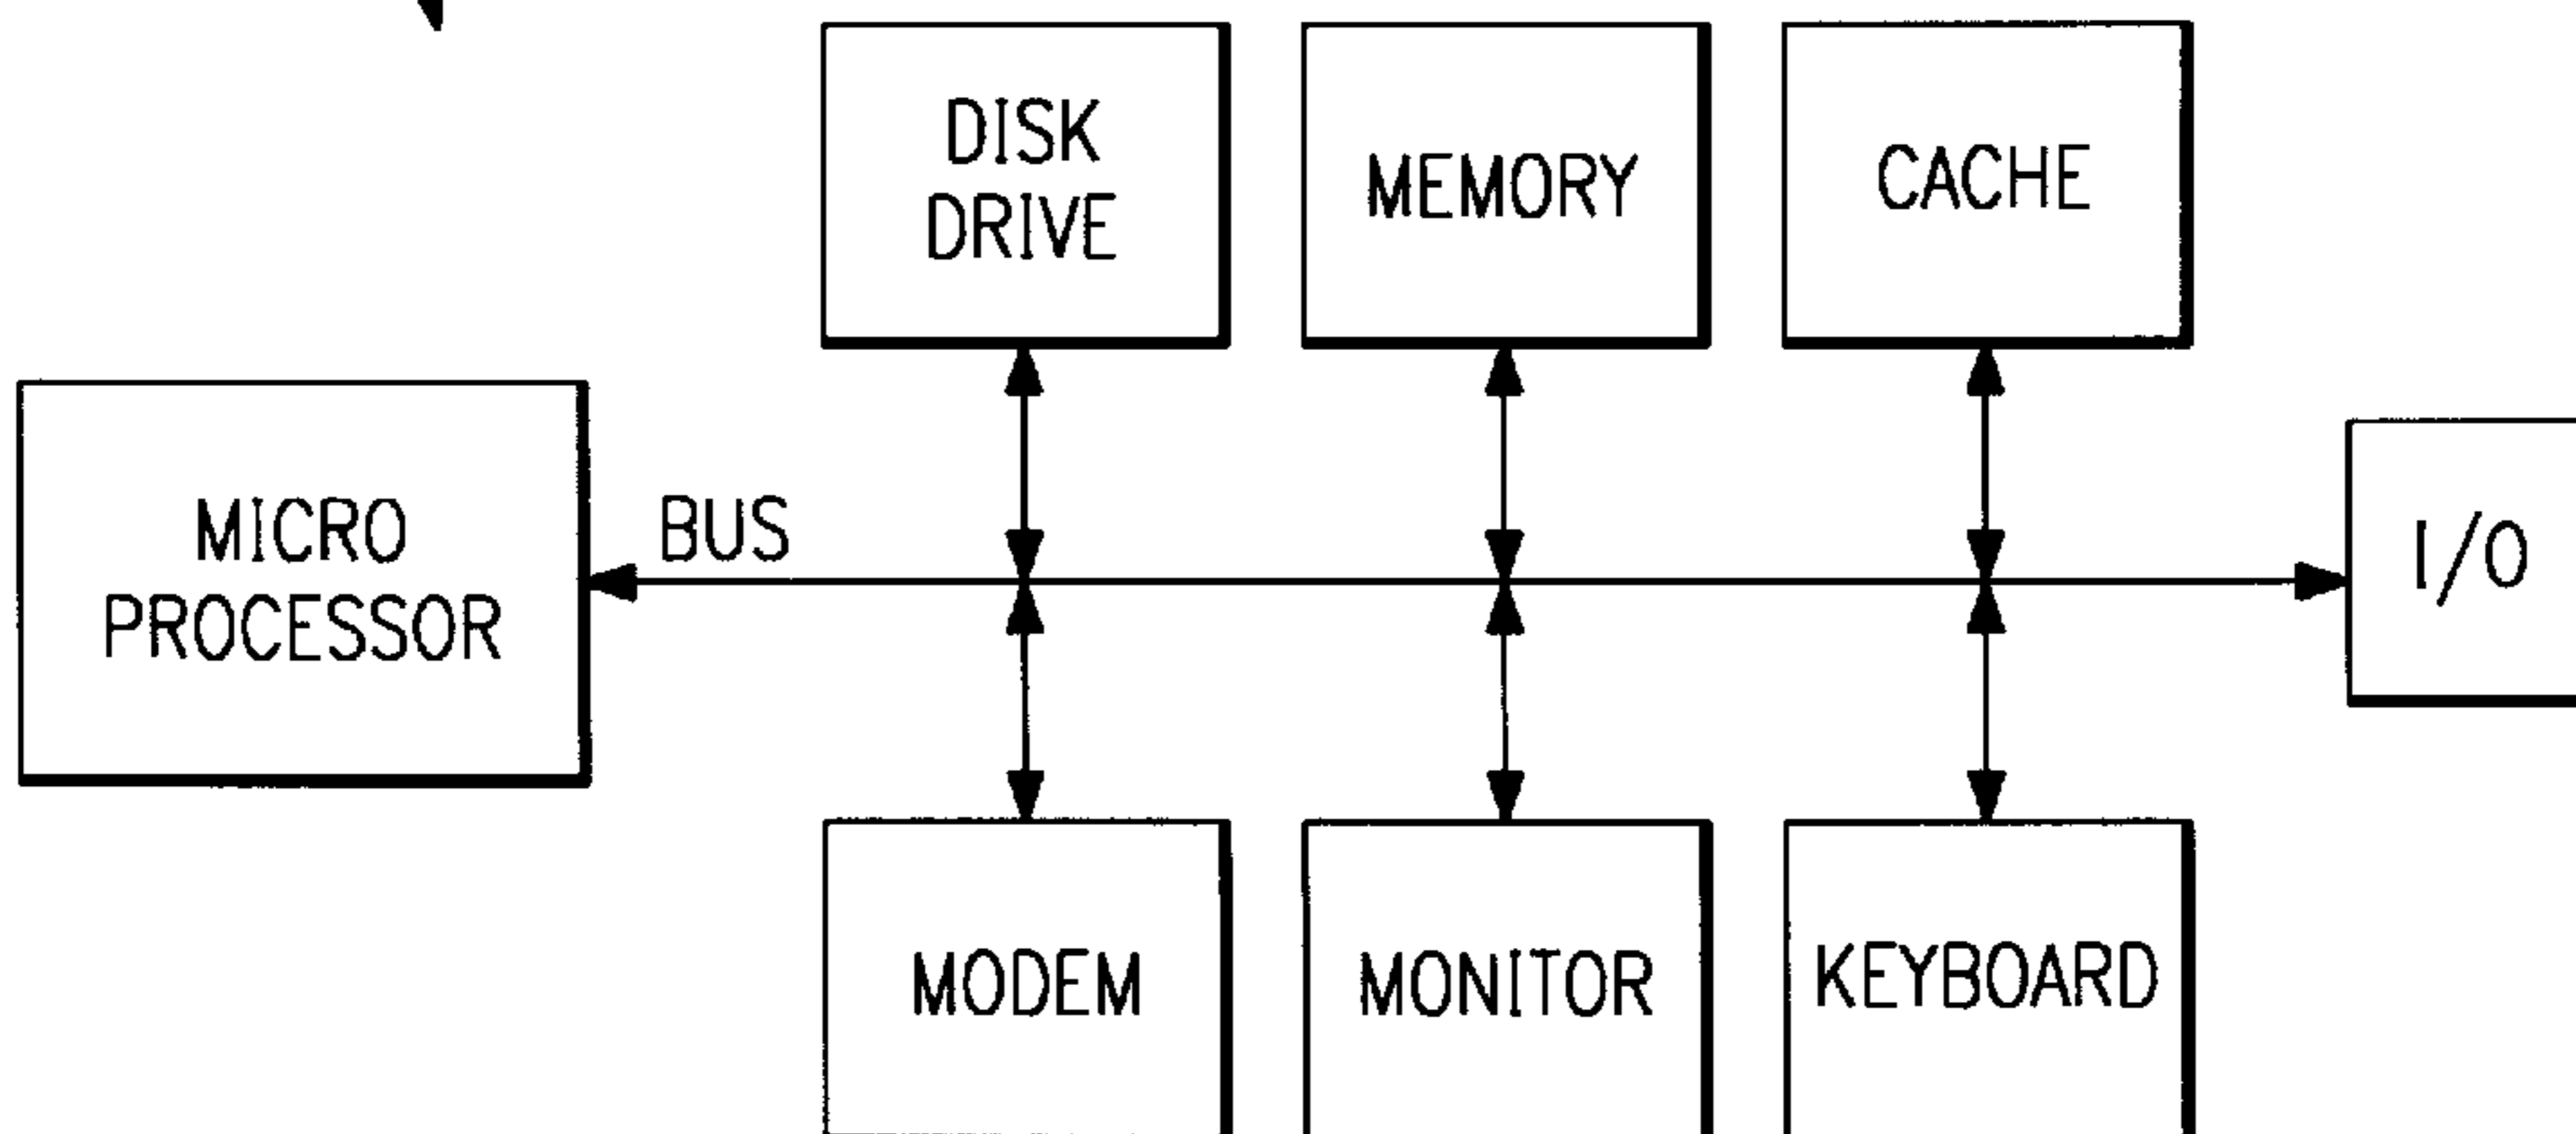 DISK
DRIVE
MEMORY
CACHE
MICRO
PROCESSOR
BUS
I/O
MODEM
MONITOR
KEYBOARD